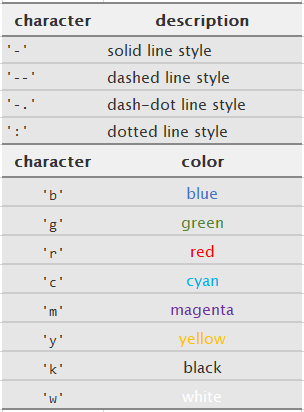 character description
'-' solid line style
'--' dashed line style
'-.' dash-dot line style
':' dotted line style
character color
'b' blue
'g' green
'r' red
'c' cyan
'm' magenta
'y' yellow
'k' black
'w' white